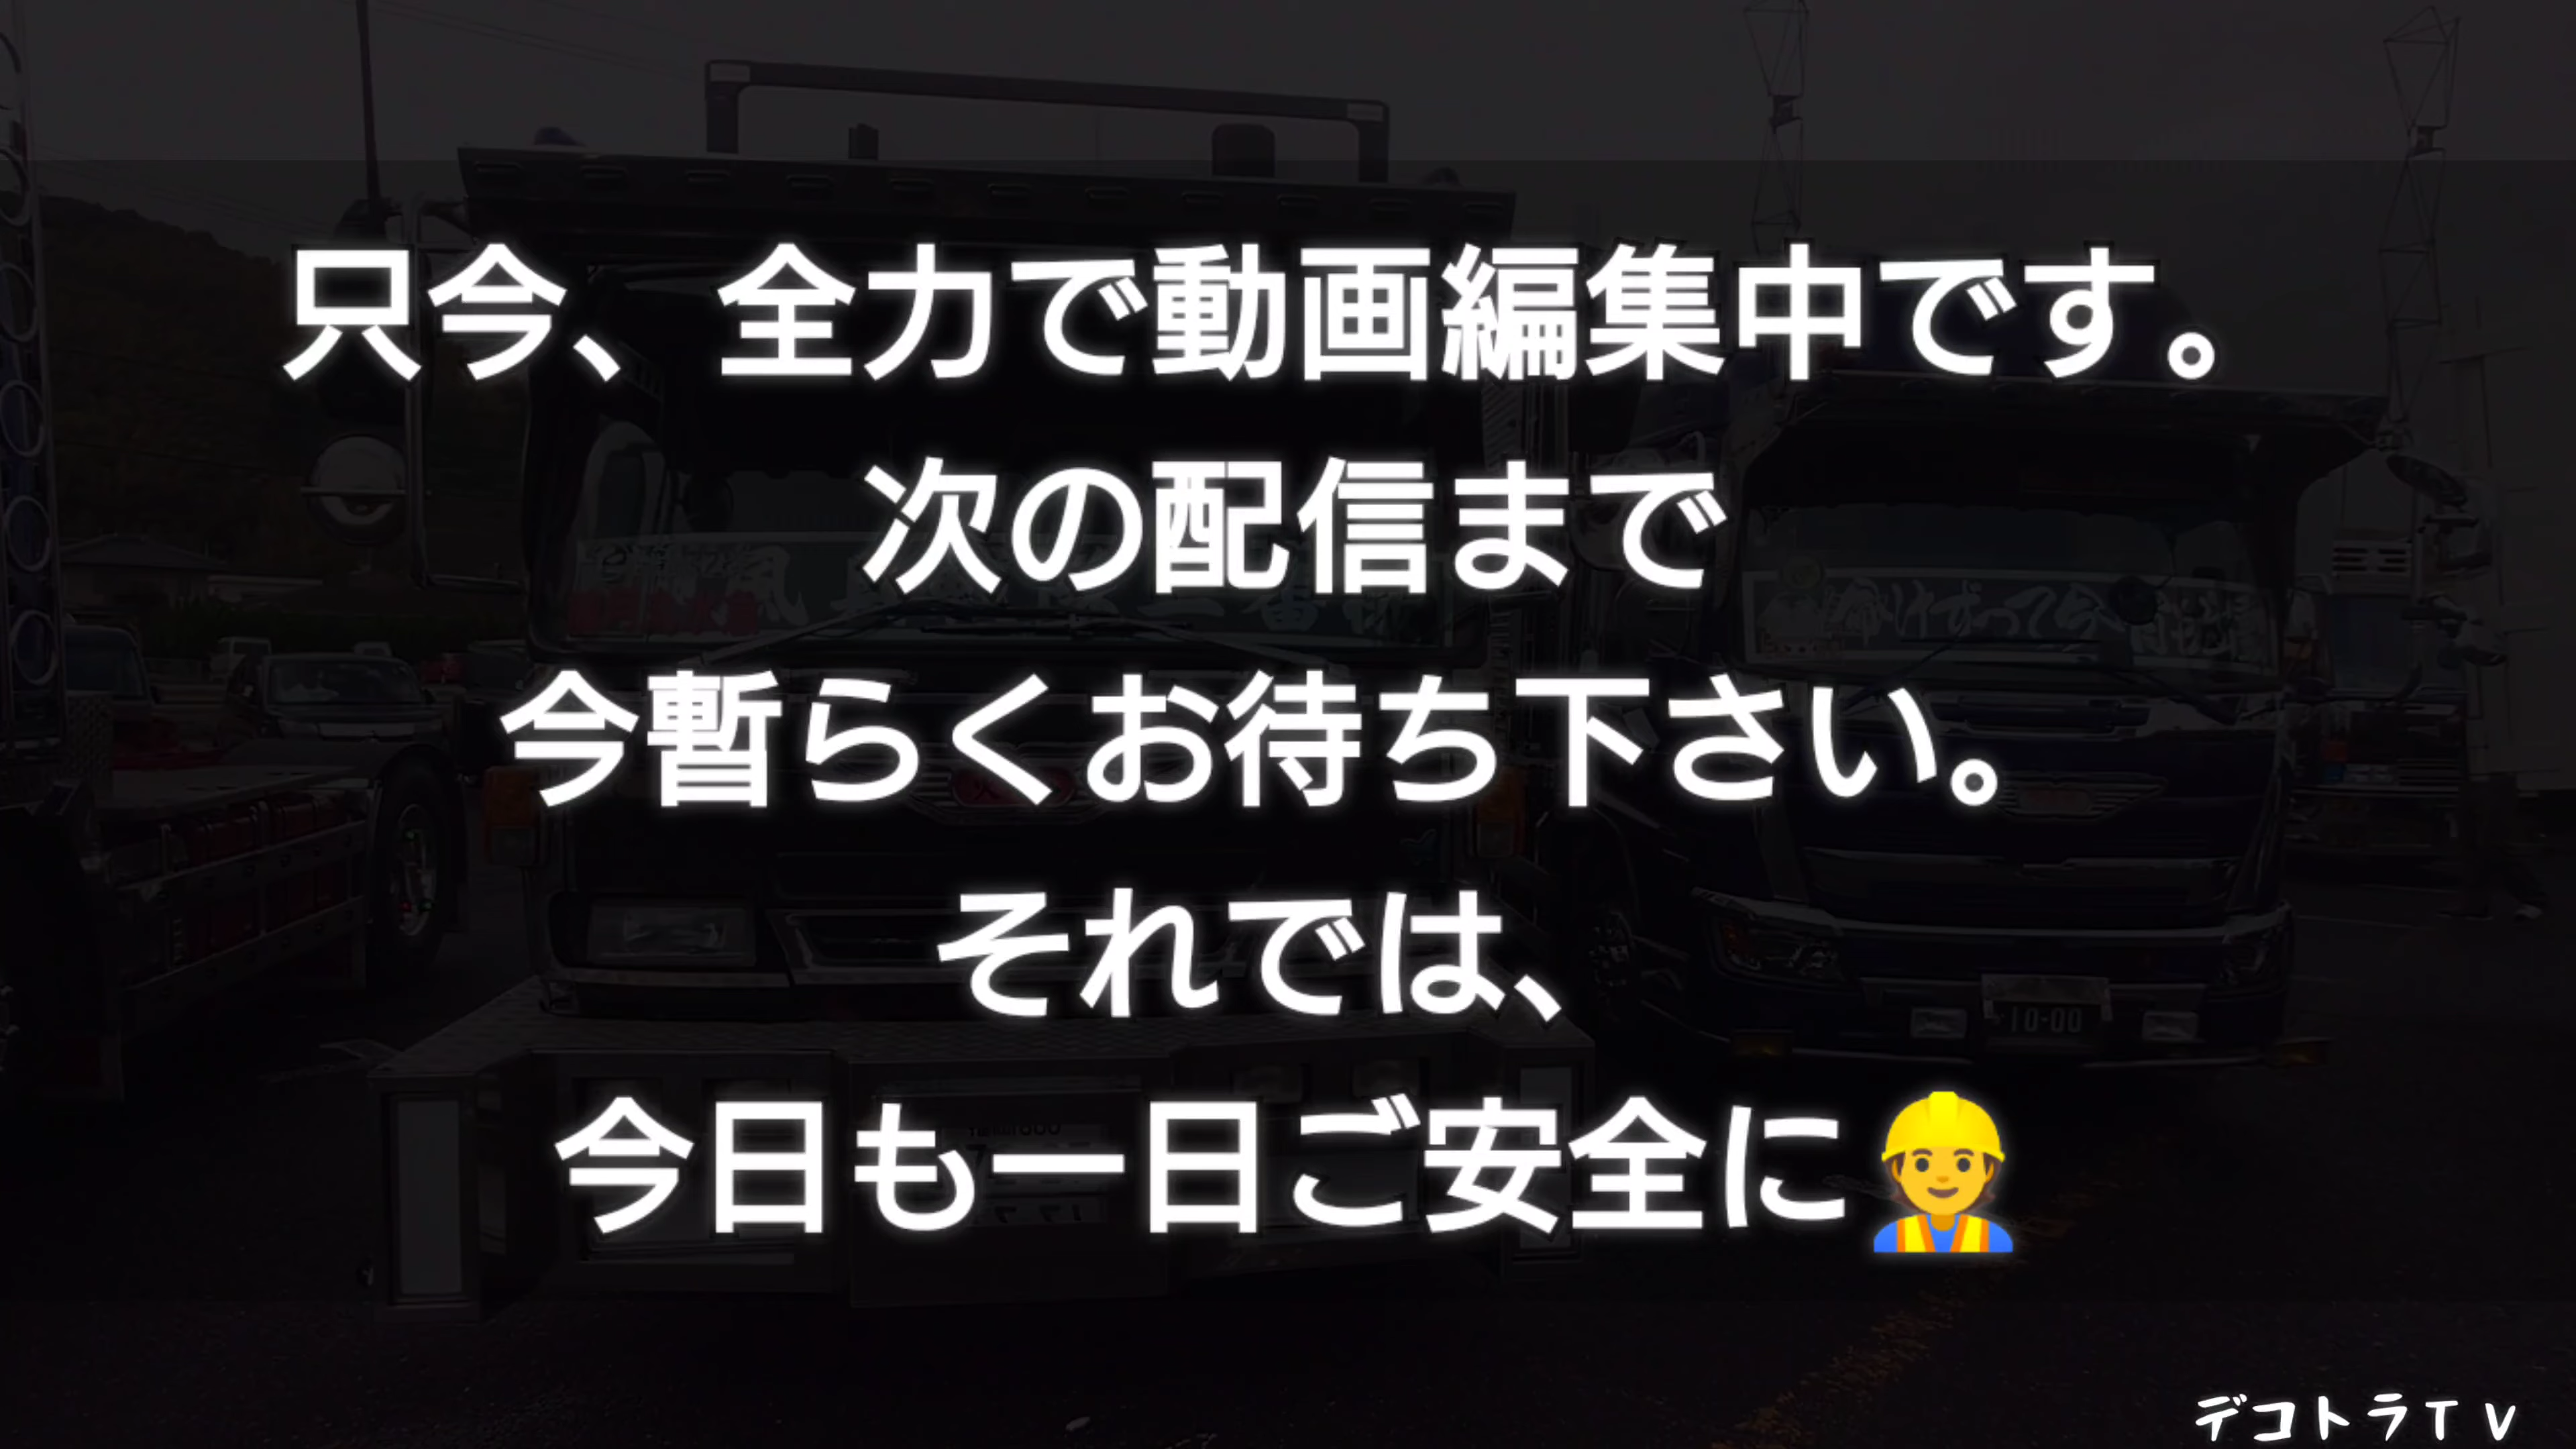 只今、全力で動画編集中です。
次の配信まで
今暫らくお待ち下さい。
それでは、
今日も一日ご安全に👷
10-00
デコトラTV